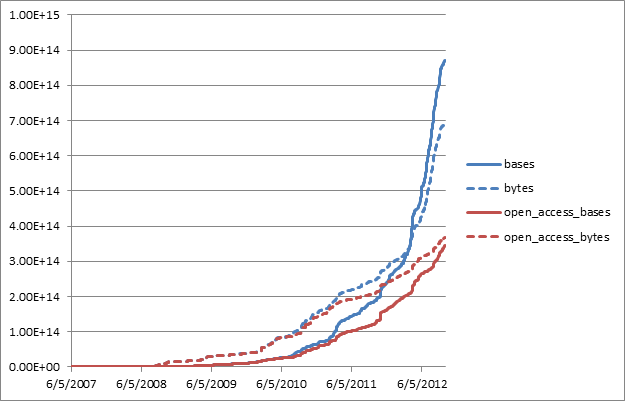 1.00E+15
9.00E+14
8.00E+14
7.00E+14
6.00E+14
5.00E+14
4.00E+14
3.00E+14
2.00E+14
1.00E+14
0.00E+00
6/5/2007 6/5/2008 6/5/2009 6/5/2010 6/5/2011 6/5/2012
bases
bytes
open_access_bases
open_access_bytes